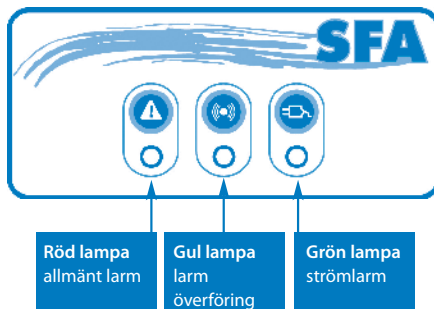 SFA
Röd lampa
allmänt larm
Gul lampa
larm
överföring
Grön lampa
strömlarm